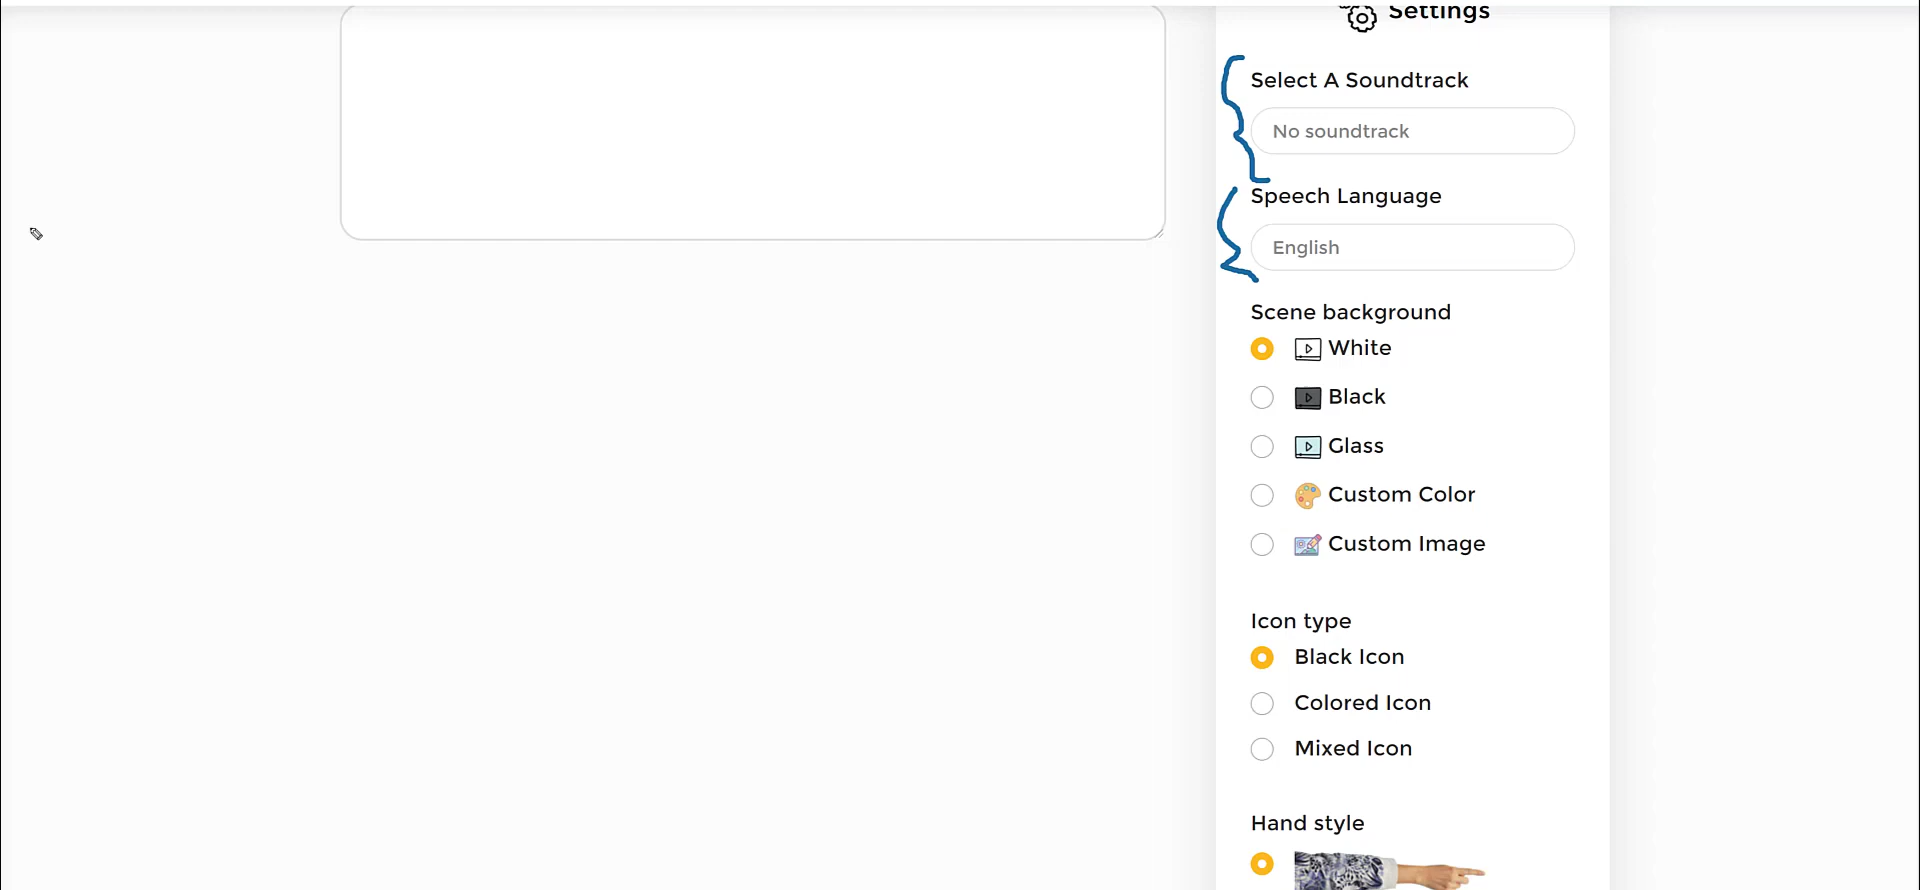 Settings
Select A Soundtrack
No soundtrack
Speech Language
English
Scene background
White
Black
Glass
Custom Color
Custom Image
Icon type
Black Icon
Colored Icon
Mixed Icon
Hand style